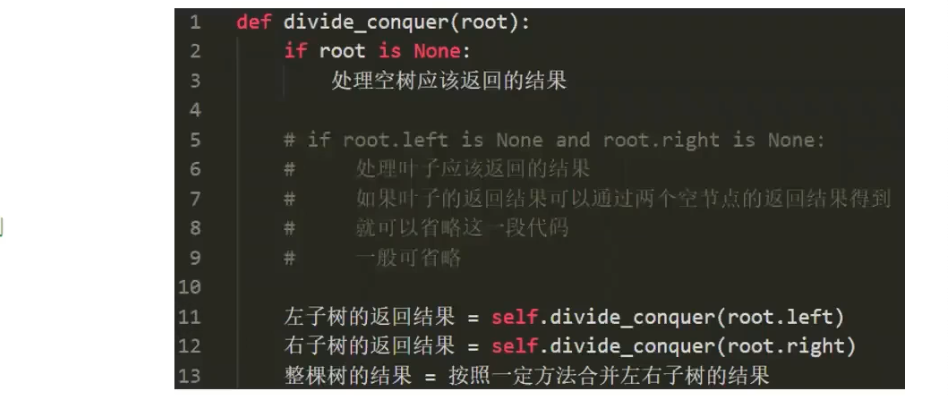 1 def divide_conquer(root):
2 if root is None:
3 处理空树应该返回的结果
4
5 # if root.left is None and root.right is None:
6 # 处理叶子应该返回的结果
7 # 如果叶子的返回结果可以通过两个空节点的返回结果得到
8 # 就可以省略这一段代码
9 # 一般可省略
10
11 左子树的返回结果 = self.divide_conquer(root.left)
12 右子树的返回结果 = self.divide_conquer(root.right)
13 整棵树的结果 = 按照一定方法合并左右子树的结果